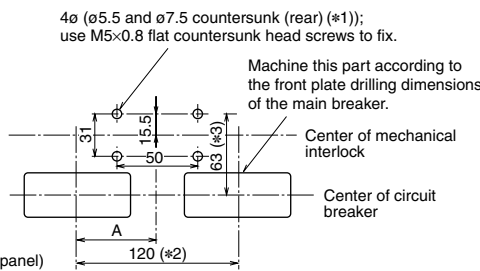 4ø (ø5.5 and ø7.5 countersunk (rear) (*1));
use M5×0.8 flat countersunk head screws to fix.
Machine this part according to
the front plate drilling dimensions
of the main breaker.
31
15.5
50
63 (*3)
Center of mechanical
interlock
Center of circuit
breaker
A
120 (*2)
panel)